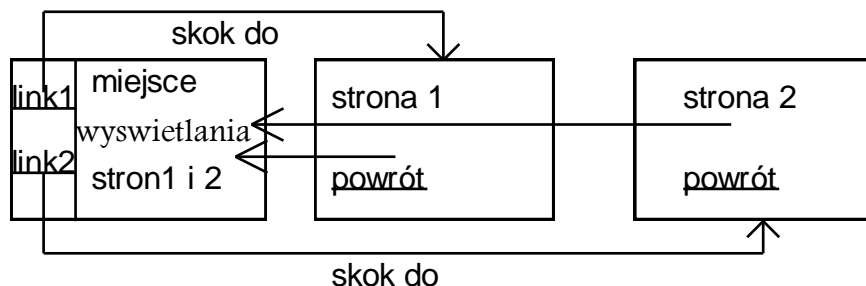 skok do
link1
miejsce
wyswietlania
link2
stron1 i 2
strona 1
powrót
strona 2
powrót
skok do